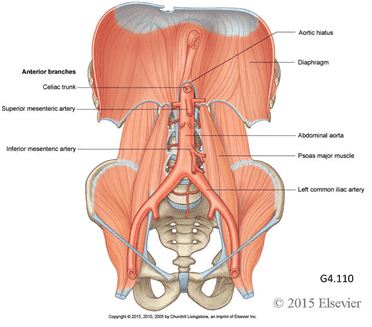 Aortic hiatus
Anterior branches
Diaphragm
Celiac trunk
Superior mesenteric artery
Abdominal aorta
Inferior mesenteric artery
Psoas major muscle
Left common iliac artery
G4.110
© 2015 Elsevier
Copyright © 2015, 2010, 2005 by Churchill Livingstone, an imprint of Elsevier Inc.